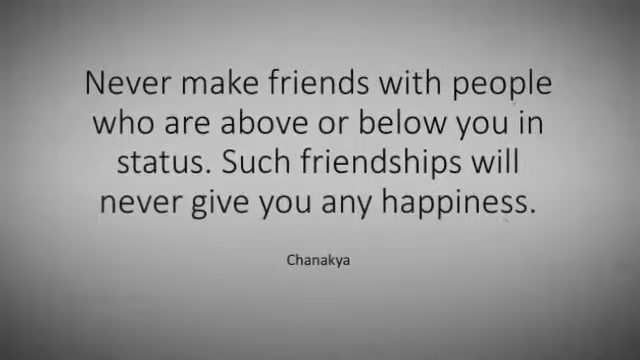 Never make friends with people
who are above or below you in
status. Such friendships will
never give you any happiness.
Chanakya